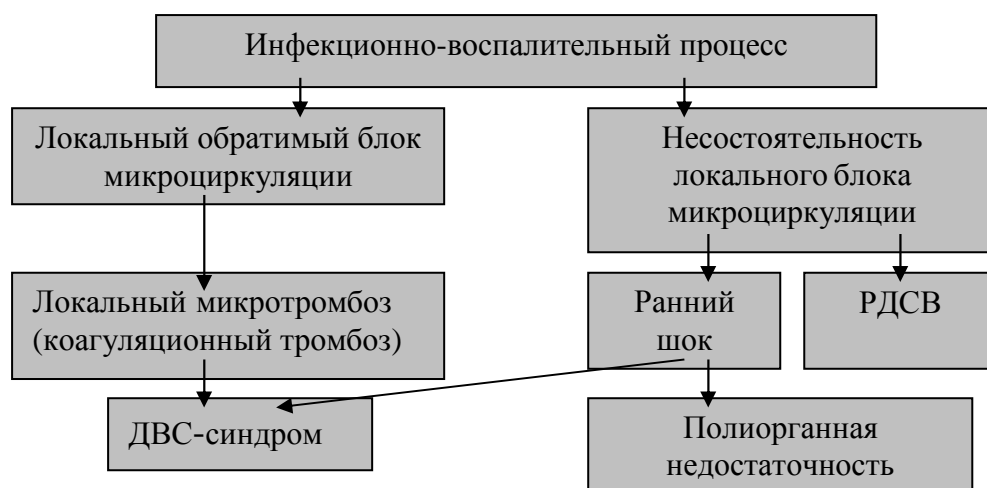 Инфекционно-воспалительный процесс
Локальный обратимый блок
микроциркуляции
Несостоятельность
локального блока
микроциркуляции
Локальный микротромбоз
(коагуляционный тромбоз)
Ранний
шок
РДСВ
ДВС-синдром
Полиорганная
недостаточность